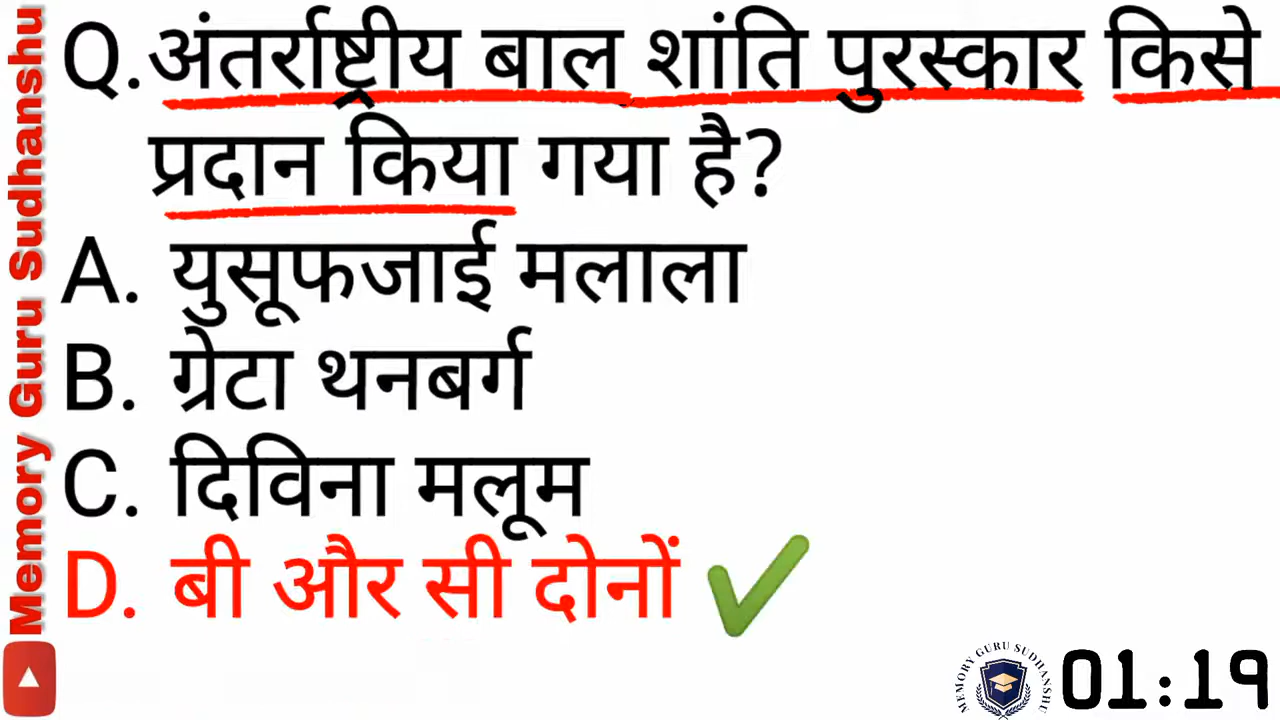 Q.अंतर्राष्ट्रीय बाल शांति पुरस्कार किसे
प्रदान किया गया है?
A. युसूफजाई मलाला
B. ग्रेटा थनबर्ग
C. दिविना मलूम
D. बी और सी दोनों
Memory Guru Sudhanshu
MEMORY GURU SUDHANSHU
01:19